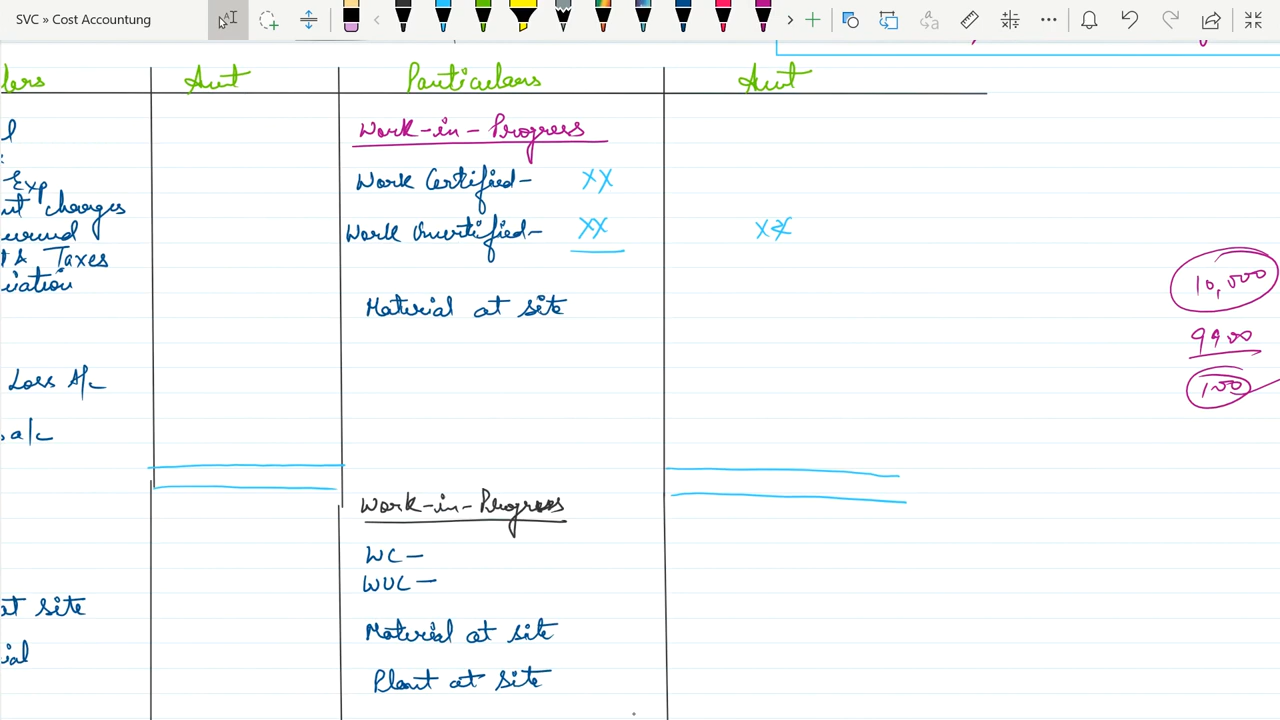 SVC » Cost Accountung
Amt
Particulars
Amt
Work-in-Progress
Work Certified- XX
Exp
charges
Work Uncertified- XX XX
& Taxes
10,000
Material at site
9900
100
Loss A/c
a/c
Work-in-Progress
WC -
WUC -
at site
Material at site
ial
Plant at site